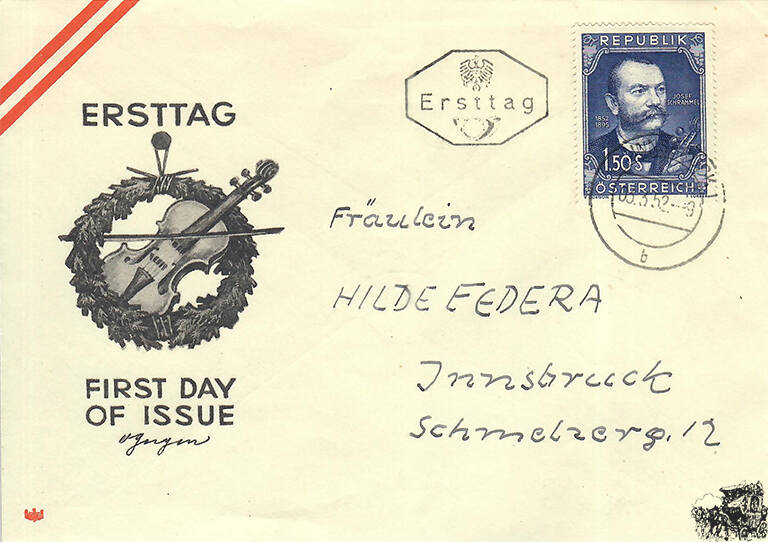 ERSTTAG
FIRST DAY
OF ISSUE
Ersttag
REPUBLIK
JOSEF
SCHRAMMEL
1852
1895
1.50 S
ÖSTERREICH
52
b
Fräulein
HILDE FEDERA
Innsbruck
Schmelzerg. 12